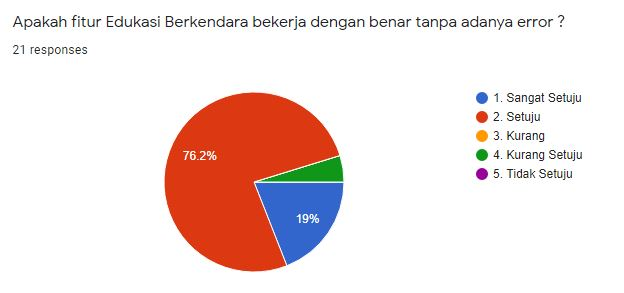 Apakah fitur Edukasi Berkendara bekerja dengan benar tanpa adanya error ?
21 responses
1. Sangat Setuju
2. Setuju
3. Kurang
4. Kurang Setuju
5. Tidak Setuju
76.2%
19%